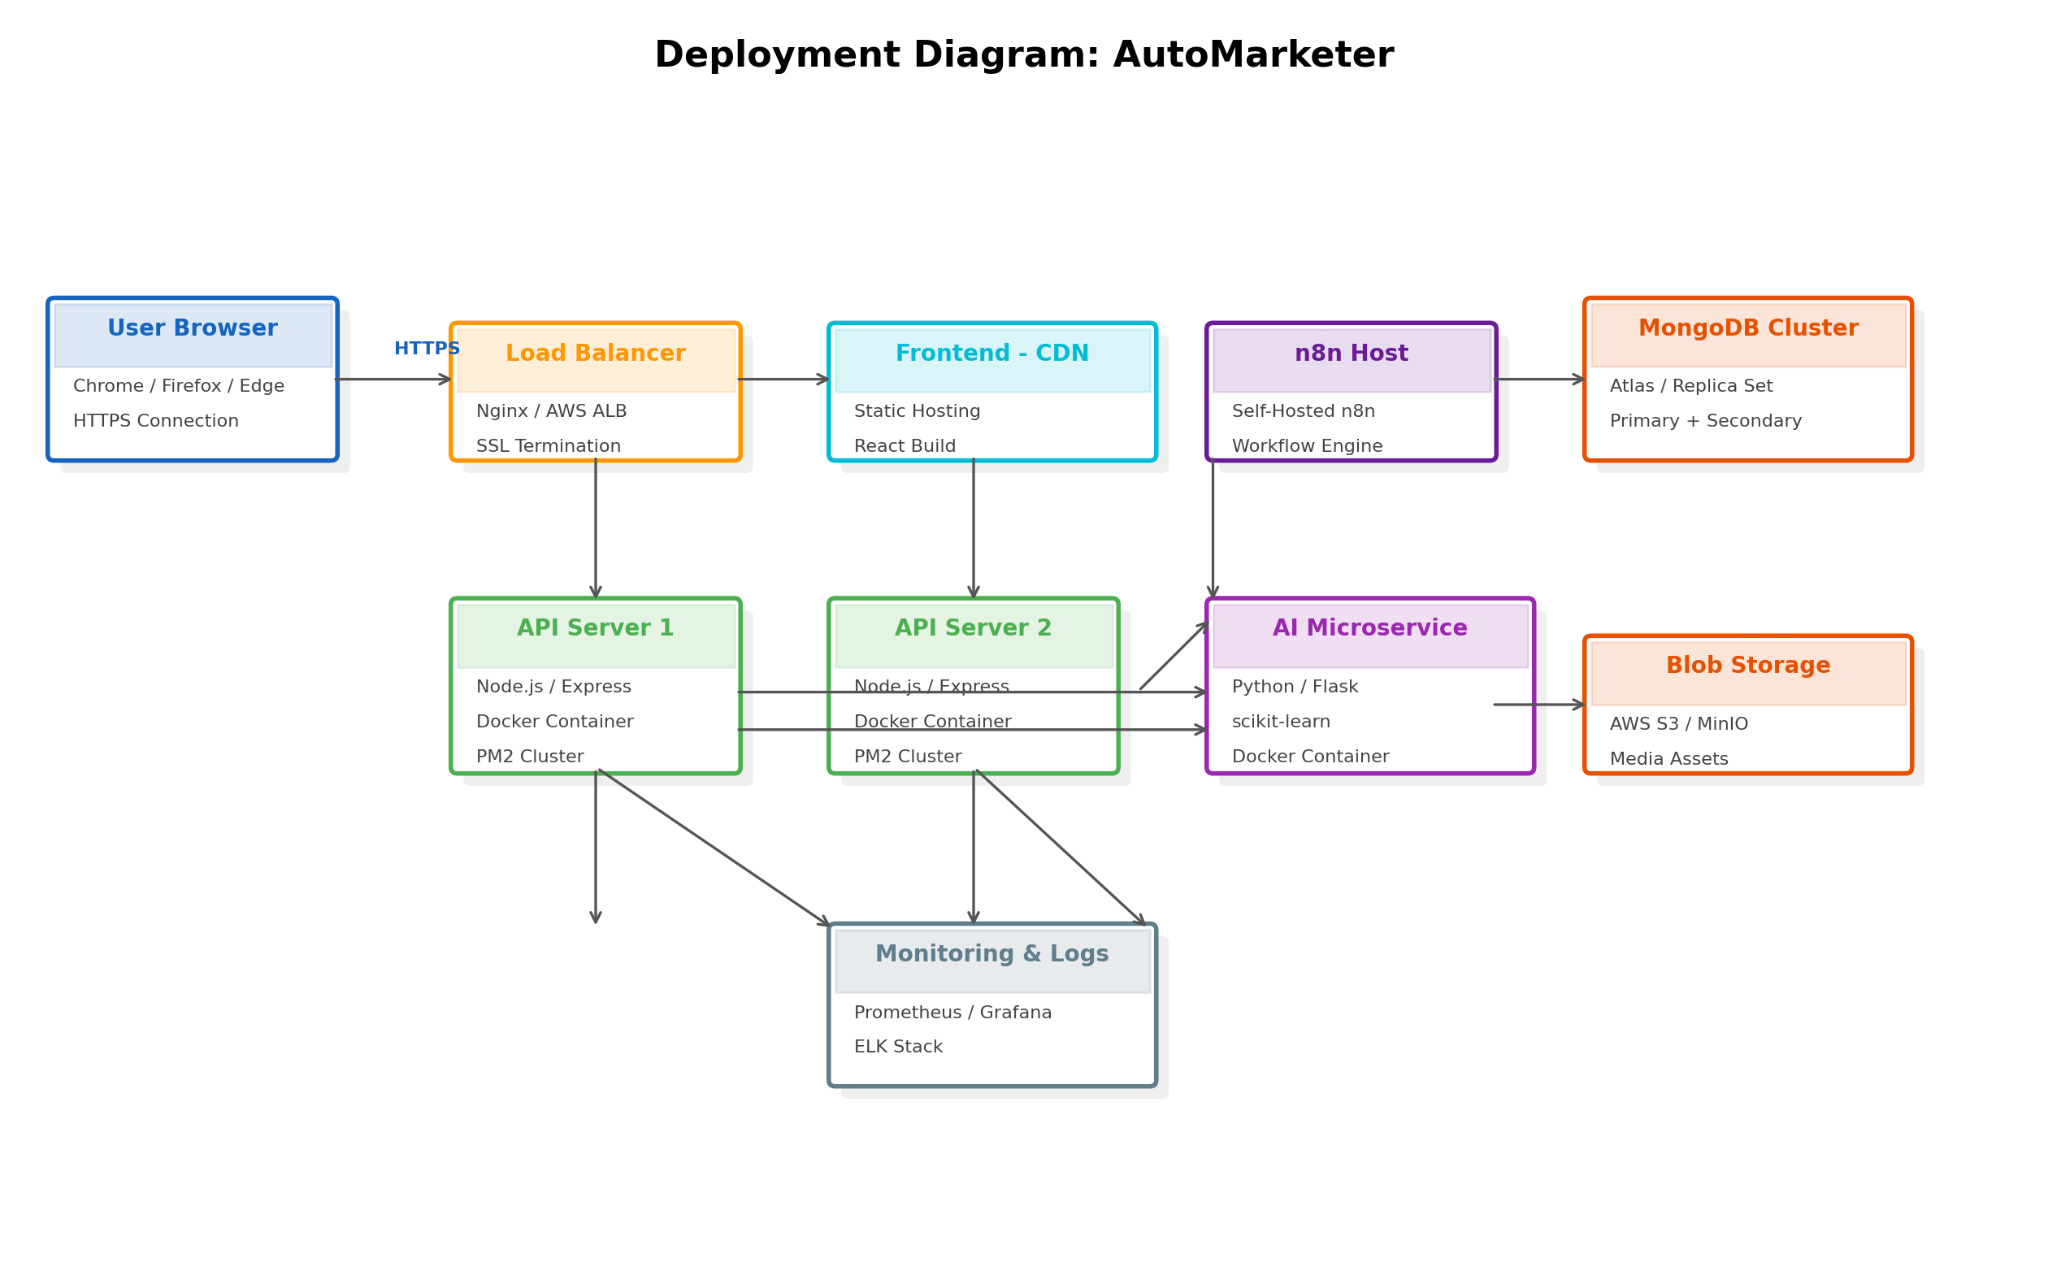 Deployment Diagram: AutoMarketer
User Browser
Chrome / Firefox / Edge
HTTPS Connection
HTTPS
Load Balancer
Nginx / AWS ALB
SSL Termination
Frontend - CDN
Static Hosting
React Build
n8n Host
Self-Hosted n8n
Workflow Engine
MongoDB Cluster
Atlas / Replica Set
Primary + Secondary
API Server 1
Node.js / Express
Docker Container
PM2 Cluster
API Server 2
Node.js / Express
Docker Container
PM2 Cluster
AI Microservice
Python / Flask
scikit-learn
Docker Container
Blob Storage
AWS S3 / MinIO
Media Assets
Monitoring & Logs
Prometheus / Grafana
ELK Stack